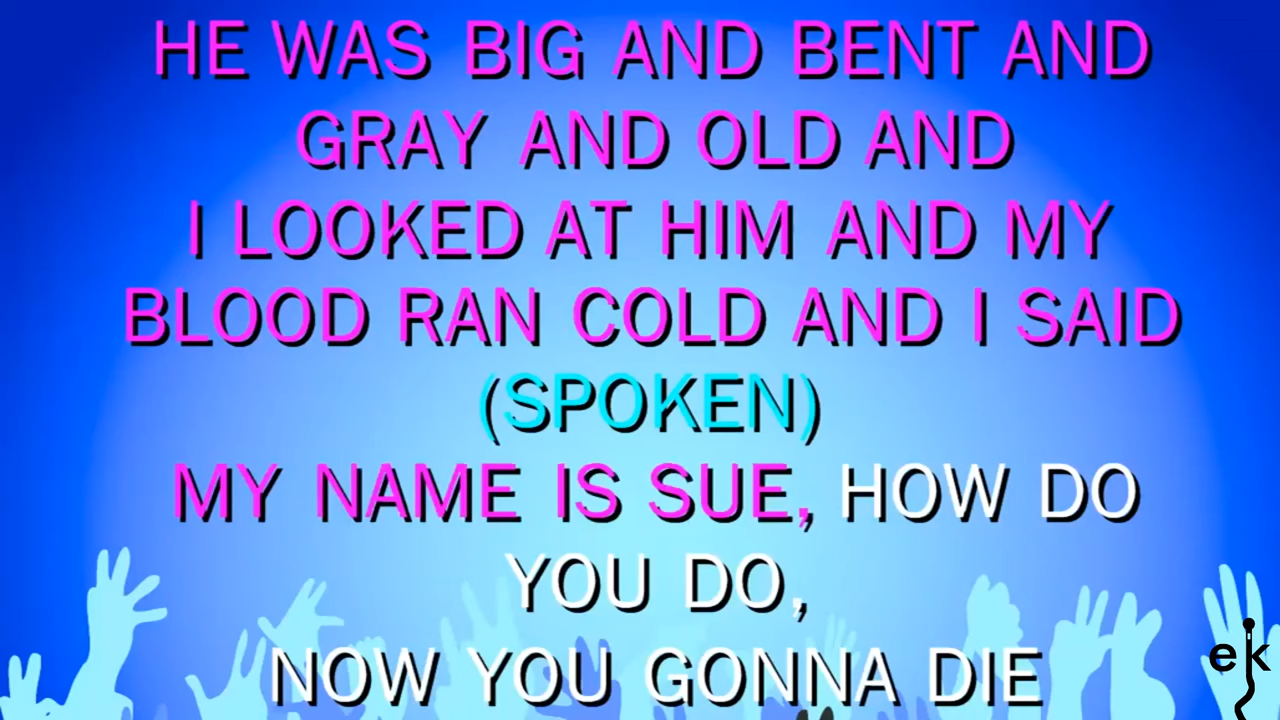 HE WAS BIG AND BENT AND
GRAY AND OLD AND
I LOOKED AT HIM AND MY
BLOOD RAN COLD AND I SAID
(SPOKEN)
MY NAME IS SUE, HOW DO
YOU DO,
NOW YOU GONNA DIE
ek